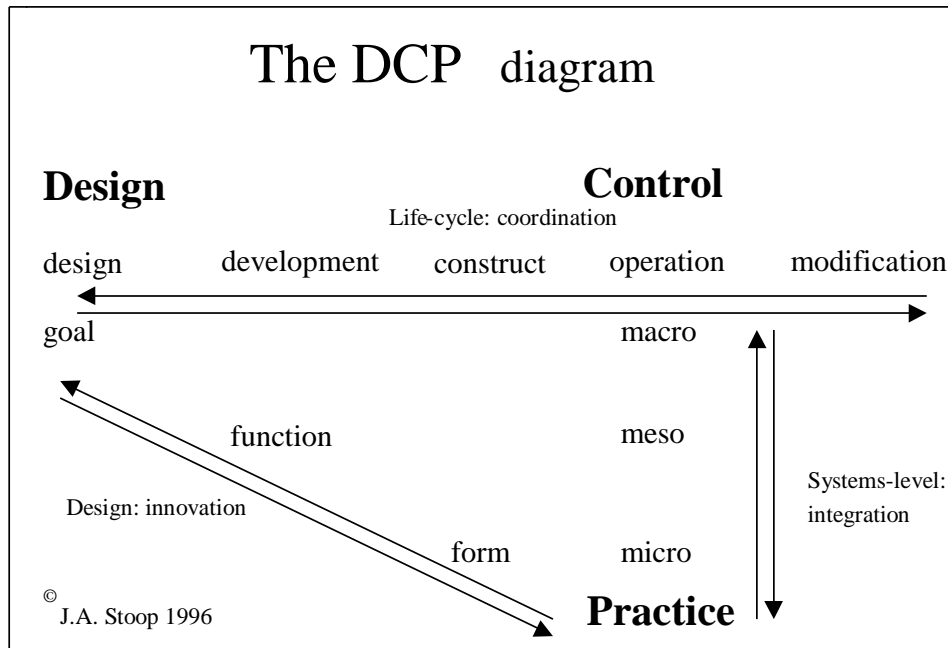 The DCP diagram
Design Control
Life-cycle: coordination
design development construct operation modification
goal macro
function meso
Systems-level:
Design: innovation integration
form micro
©
J.A. Stoop 1996 Practice